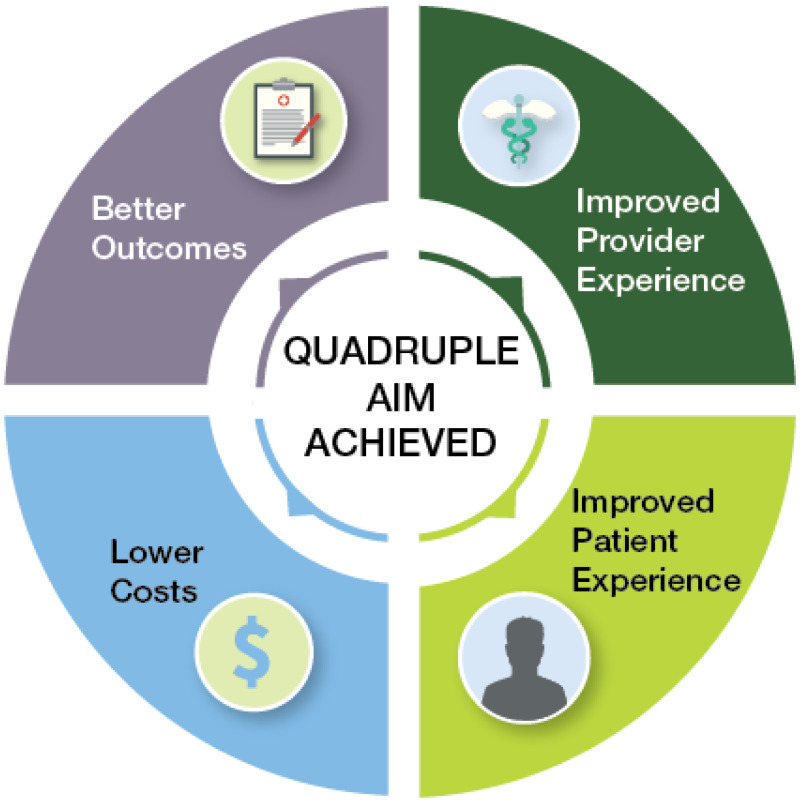 Better
Outcomes
Improved
Provider
Experience
QUADRUPLE
AIM
ACHIEVED
Lower
Costs
$
Improved
Patient
Experience